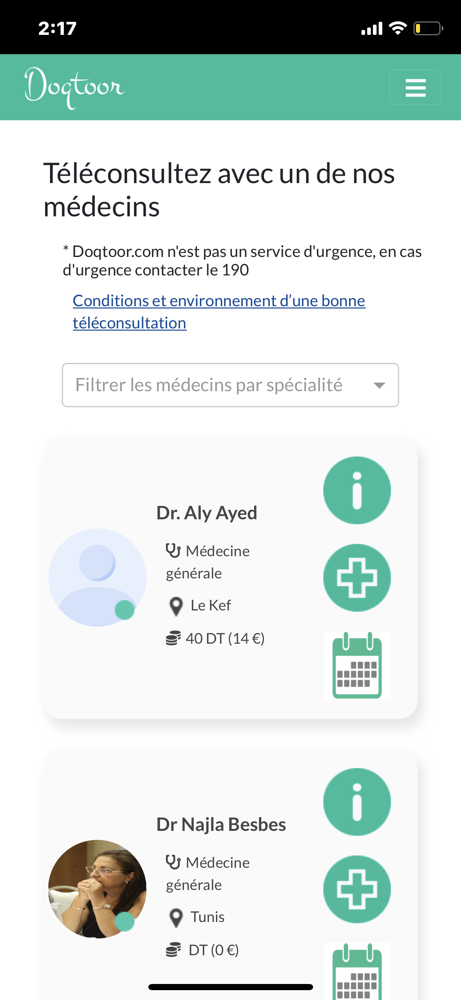 2:17
Doqtoor
Téléconsultez avec un de nos
médecins
* Doqtoor.com n'est pas un service d'urgence, en cas
d'urgence contacter le 190
Conditions et environnement d’une bonne
téléconsultation
Filtrer les médecins par spécialité
Dr. Aly Ayed
Médecine
générale
Le Kef
40 DT (14 €)
Dr Najla Besbes
Médecine
générale
Tunis
DT (0 €)